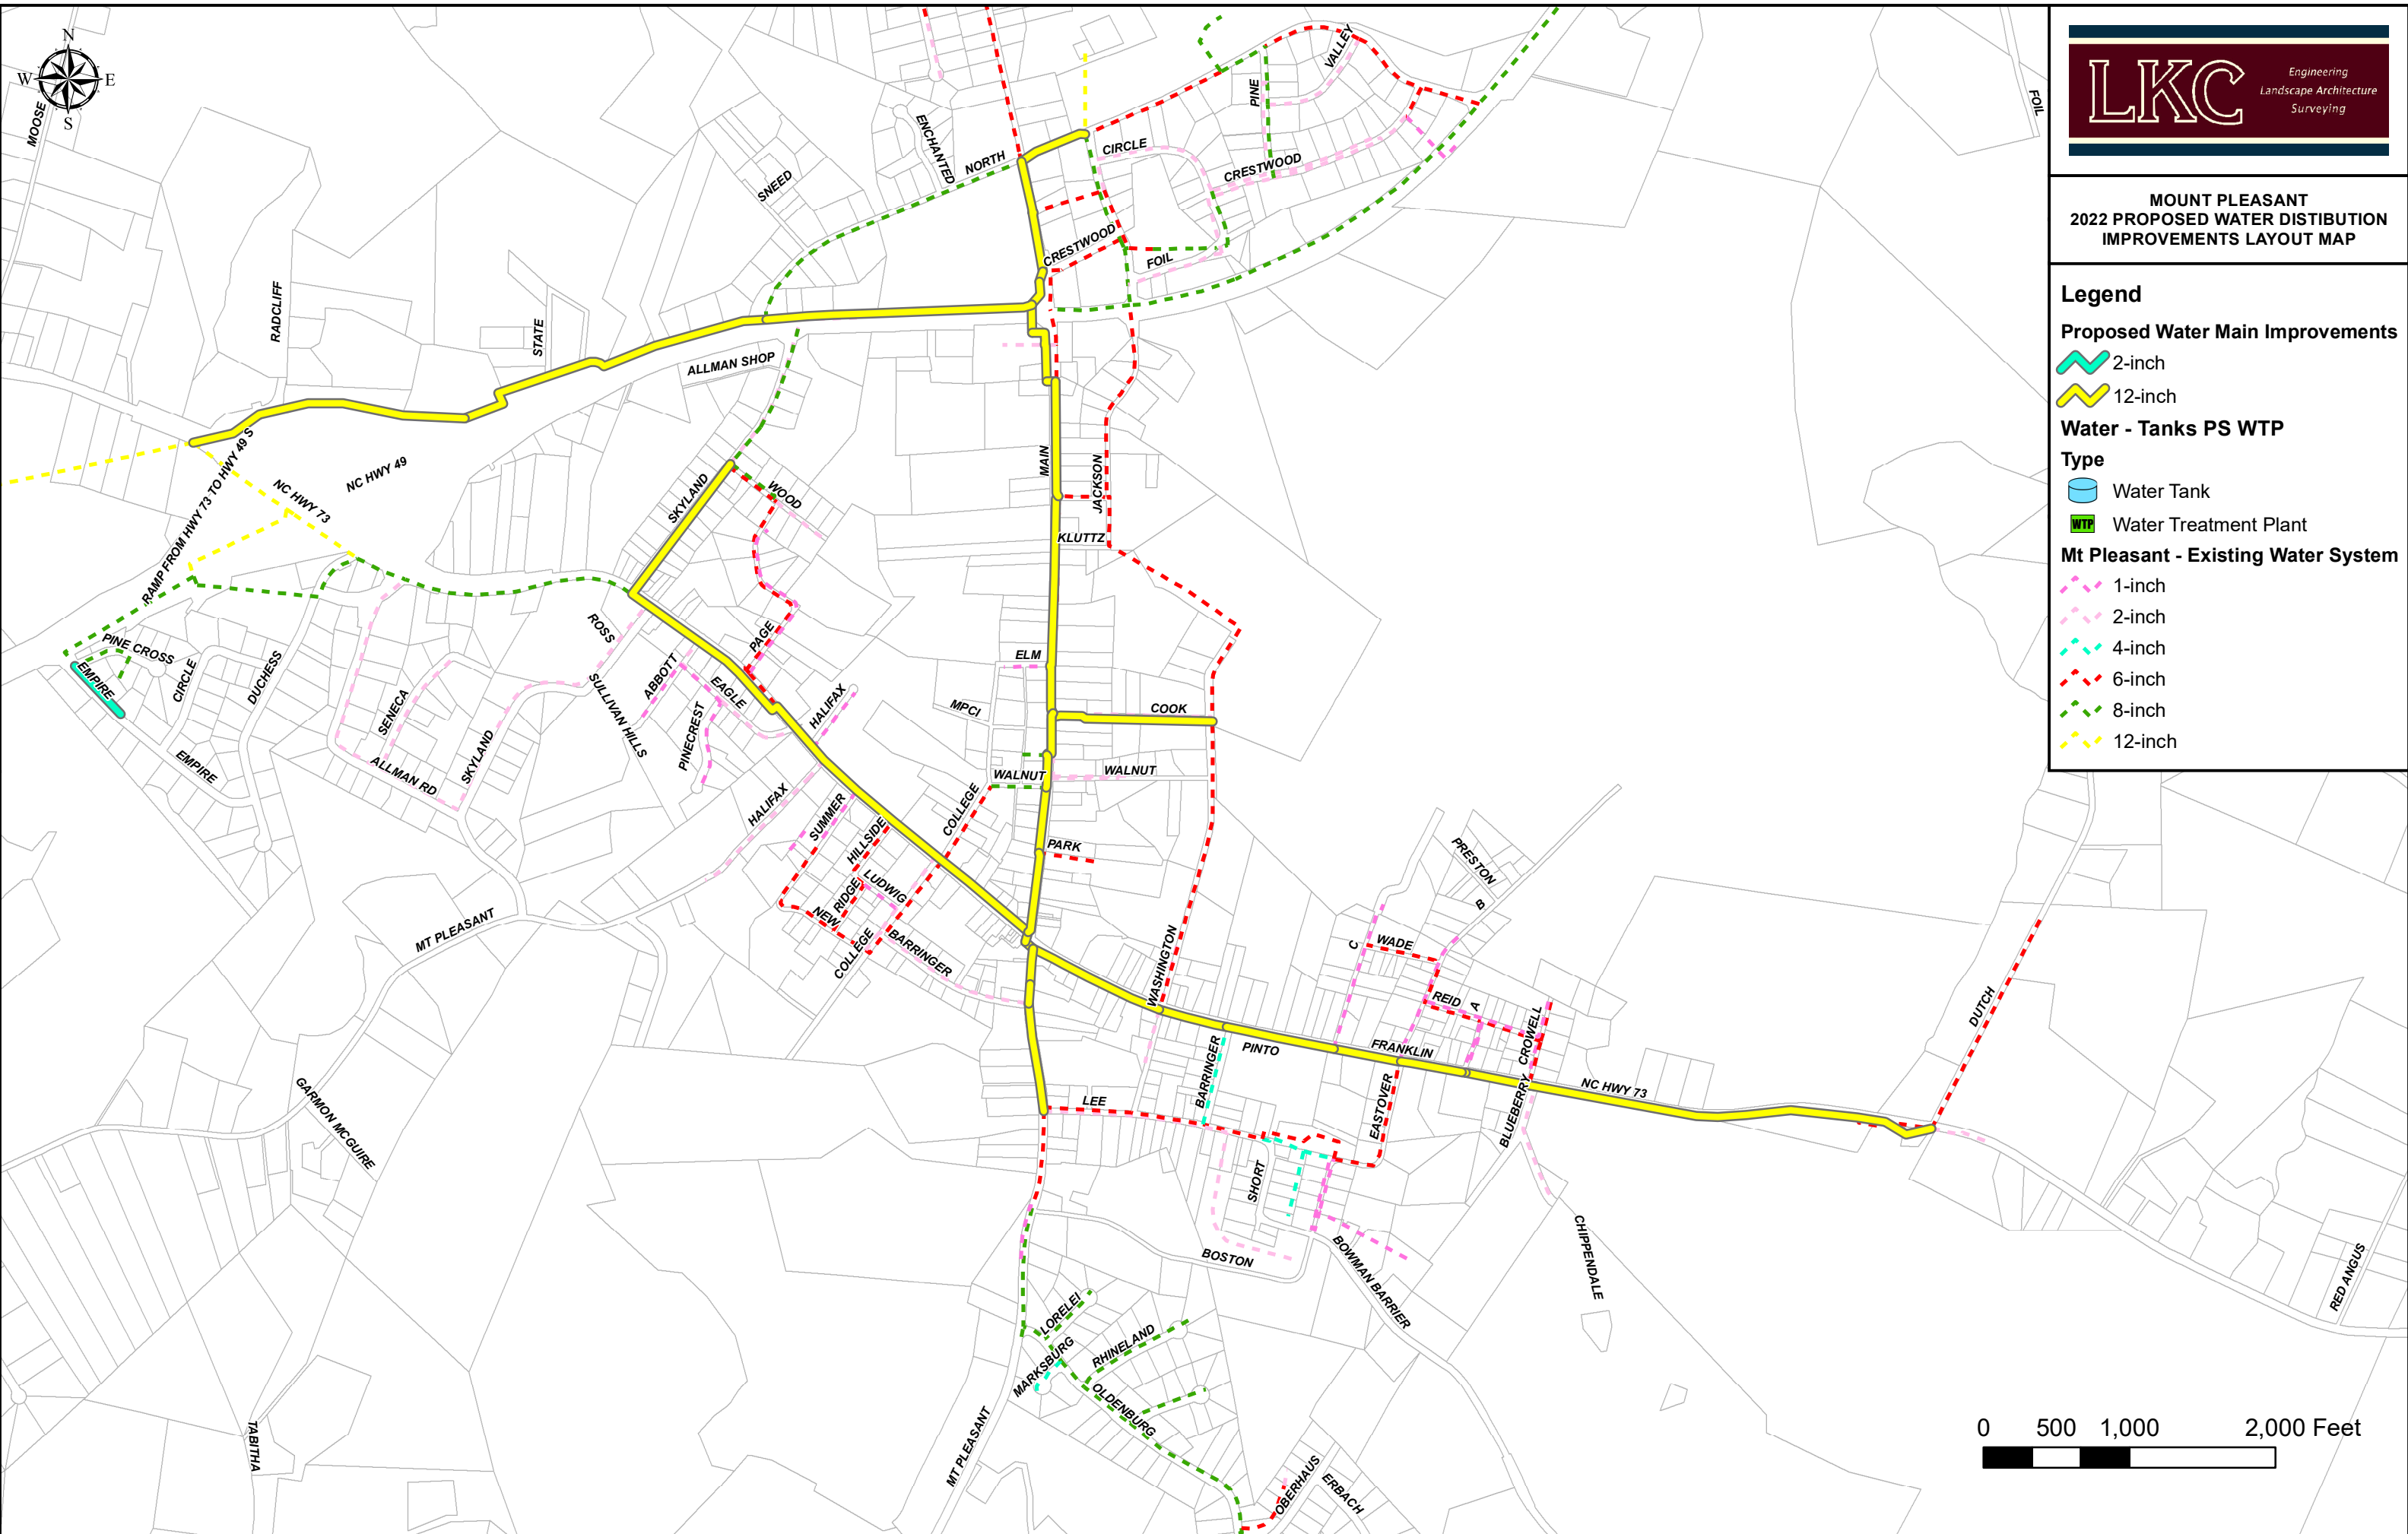 N
W
E
S
MOOSE
RADCLIFF
STATE
SNEED
ENCHANTED
NORTH
PINE
VALLEY
CIRCLE
CRESTWOOD
CRESTWOOD
FOIL
FOIL
ALLMAN SHOP
RAMP FROM HWY 73 TO HWY 49 S
NC HWY 73
NC HWY 49
SKYLAND
WOOD
MAIN
JACKSON
KLUTTZ
PINE CROSS
EMPIRE
CIRCLE
DUCHESS
EMPIRE
SENECA
ALLMAN RD
SKYLAND
ROSS
SULLIVAN HILLS
ABBOTT
PAGE
EAGLE
PINECREST
HALIFAX
HALIFAX
SUMMER
HILLSIDE
RIDGE
LUDWIG
NEW
COLLEGE
COLLEGE
BARRINGER
ELM
MPCI
COOK
WALNUT
WALNUT
PARK
WASHINGTON
MT PLEASANT
GARMON MCGUIRE
TABITHA
PRESTON
B
C
WADE
REID
A
CROWELL
BLUEBERRY
FRANKLIN
PINTO
BARRINGER
EASTOVER
LEE
SHORT
BOSTON
BOWMAN BARRIER
CHIPPENDALE
NC HWY 73
DUTCH
RED ANGUS
LORELEI
MARKSBURG
RHINELAND
OLDENBURG
MT PLEASANT
OBERHAUS
ERBACH
LKC
Engineering
Landscape Architecture
Surveying
MOUNT PLEASANT
2022 PROPOSED WATER DISTIBUTION
IMPROVEMENTS LAYOUT MAP
Legend
Proposed Water Main Improvements
2-inch
12-inch
Water - Tanks PS WTP
Type
Water Tank
WTP Water Treatment Plant
Mt Pleasant - Existing Water System
1-inch
2-inch
4-inch
6-inch
8-inch
12-inch
0 500 1,000 2,000 Feet